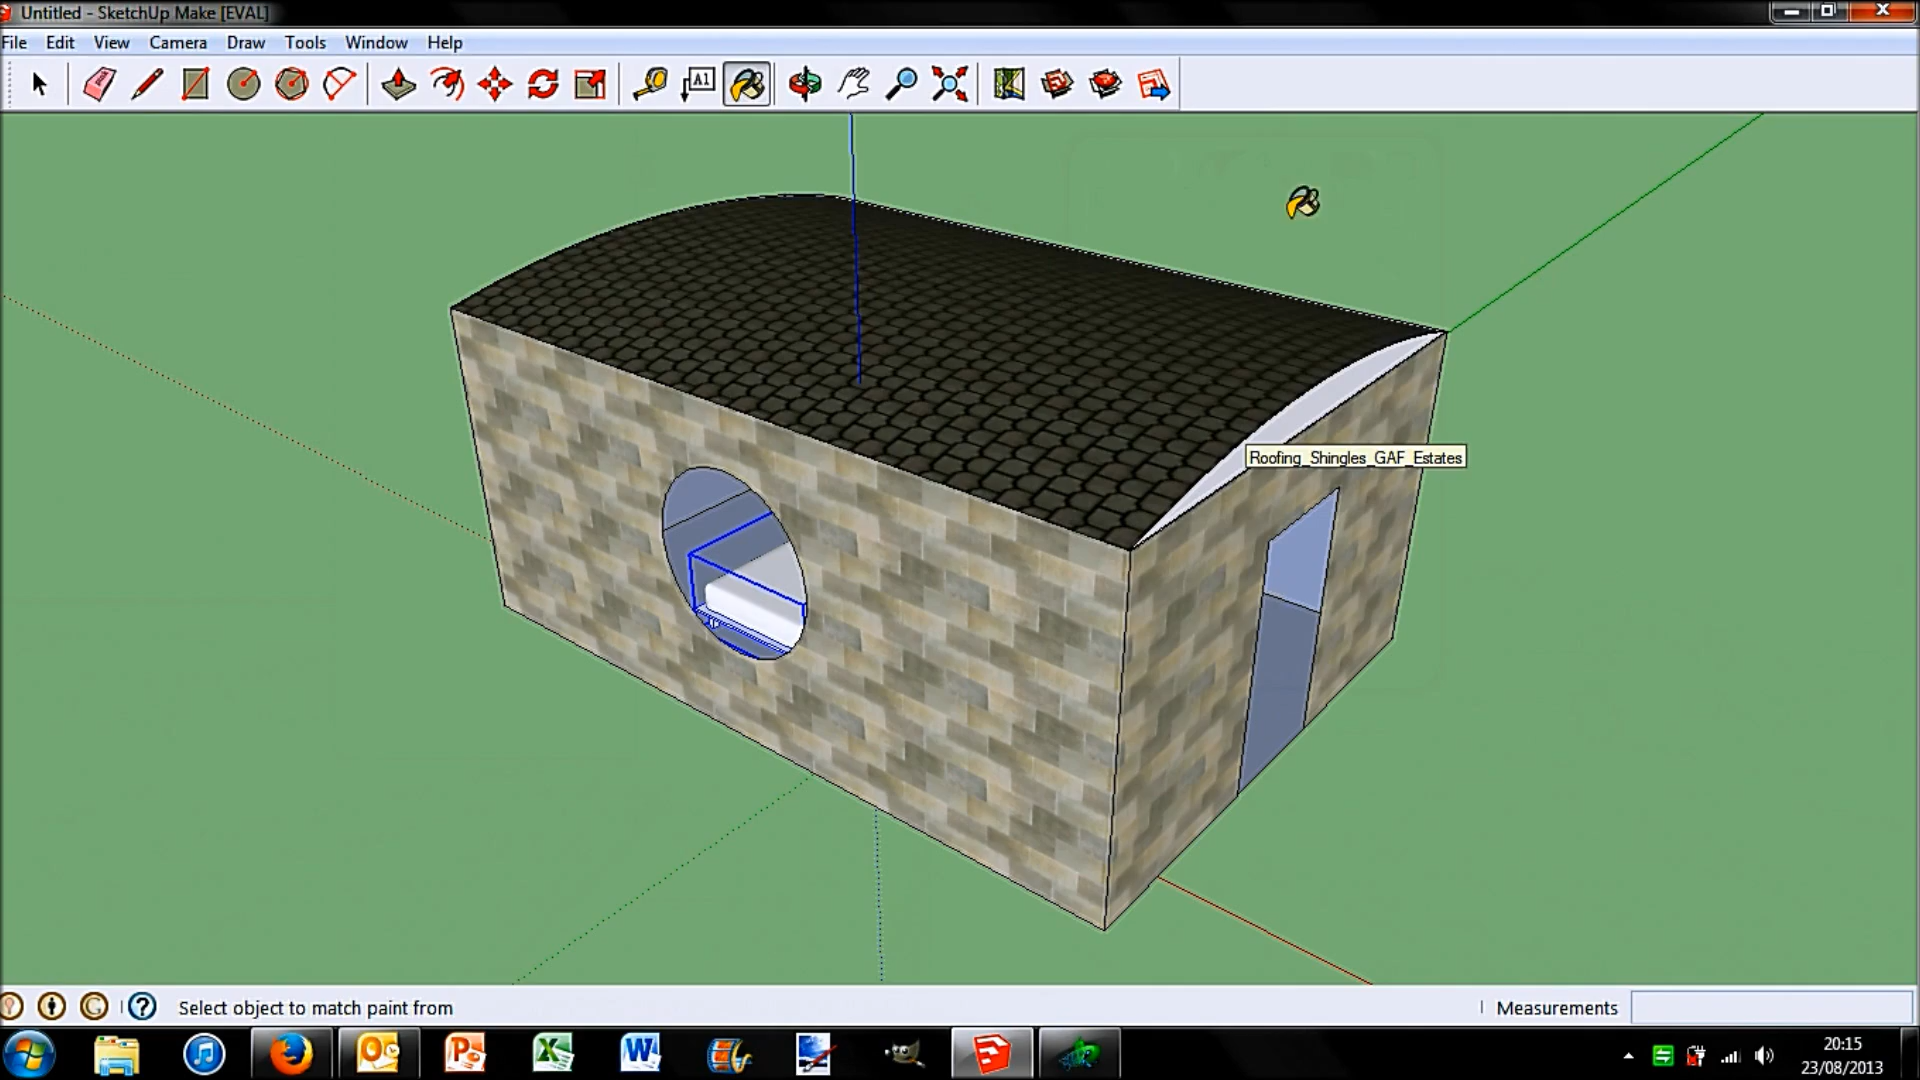 Untitled - SketchUp Make [EVAL]
File Edit View Camera Draw Tools Window Help
A1
Roofing_Shingles_GAF_Estates
Select object to match paint from
Measurements
20:15
23/08/2013